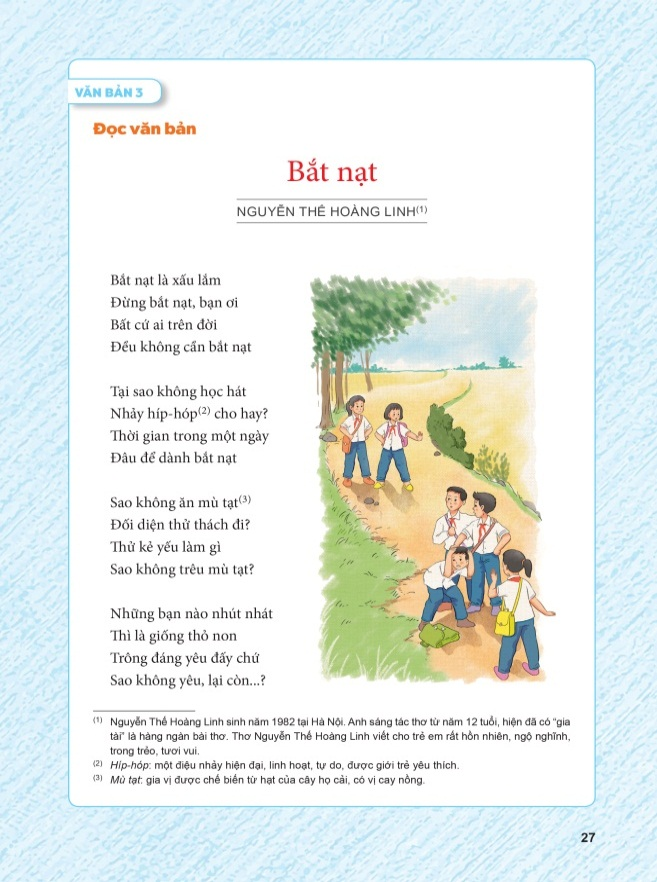 VĂN BẢN 3
Đọc văn bản
Bắt nạt
NGUYỄN THẾ HOÀNG LINH(1)
Bắt nạt là xấu lắm
Đừng bắt nạt, bạn ơi
Bất cứ ai trên đời
Đều không cần bắt nạt
Tại sao không học hát
Nhảy híp-hóp(2) cho hay?
Thời gian trong một ngày
Đâu để dành bắt nạt
Sao không ăn mù tạt(3)
Đối diện thử thách đi?
Thử kẻ yếu làm gì
Sao không trêu mù tạt?
Những bạn nào nhút nhát
Thì là giống thỏ non
Trông đáng yêu đấy chứ
Sao không yêu, lại còn...?
(1) Nguyễn Thế Hoàng Linh sinh năm 1982 tại Hà Nội. Anh sáng tác thơ từ năm 12 tuổi, hiện đã có “gia
tài” là hàng ngàn bài thơ. Thơ Nguyễn Thế Hoàng Linh viết cho trẻ em rất hồn nhiên, ngộ nghĩnh,
trong trẻo, tươi vui.
(2) Híp-hóp: một điệu nhảy hiện đại, linh hoạt, tự do, được giới trẻ yêu thích.
(3) Mù tạt: gia vị được chế biến từ hạt của cây họ cải, có vị cay nồng.
27